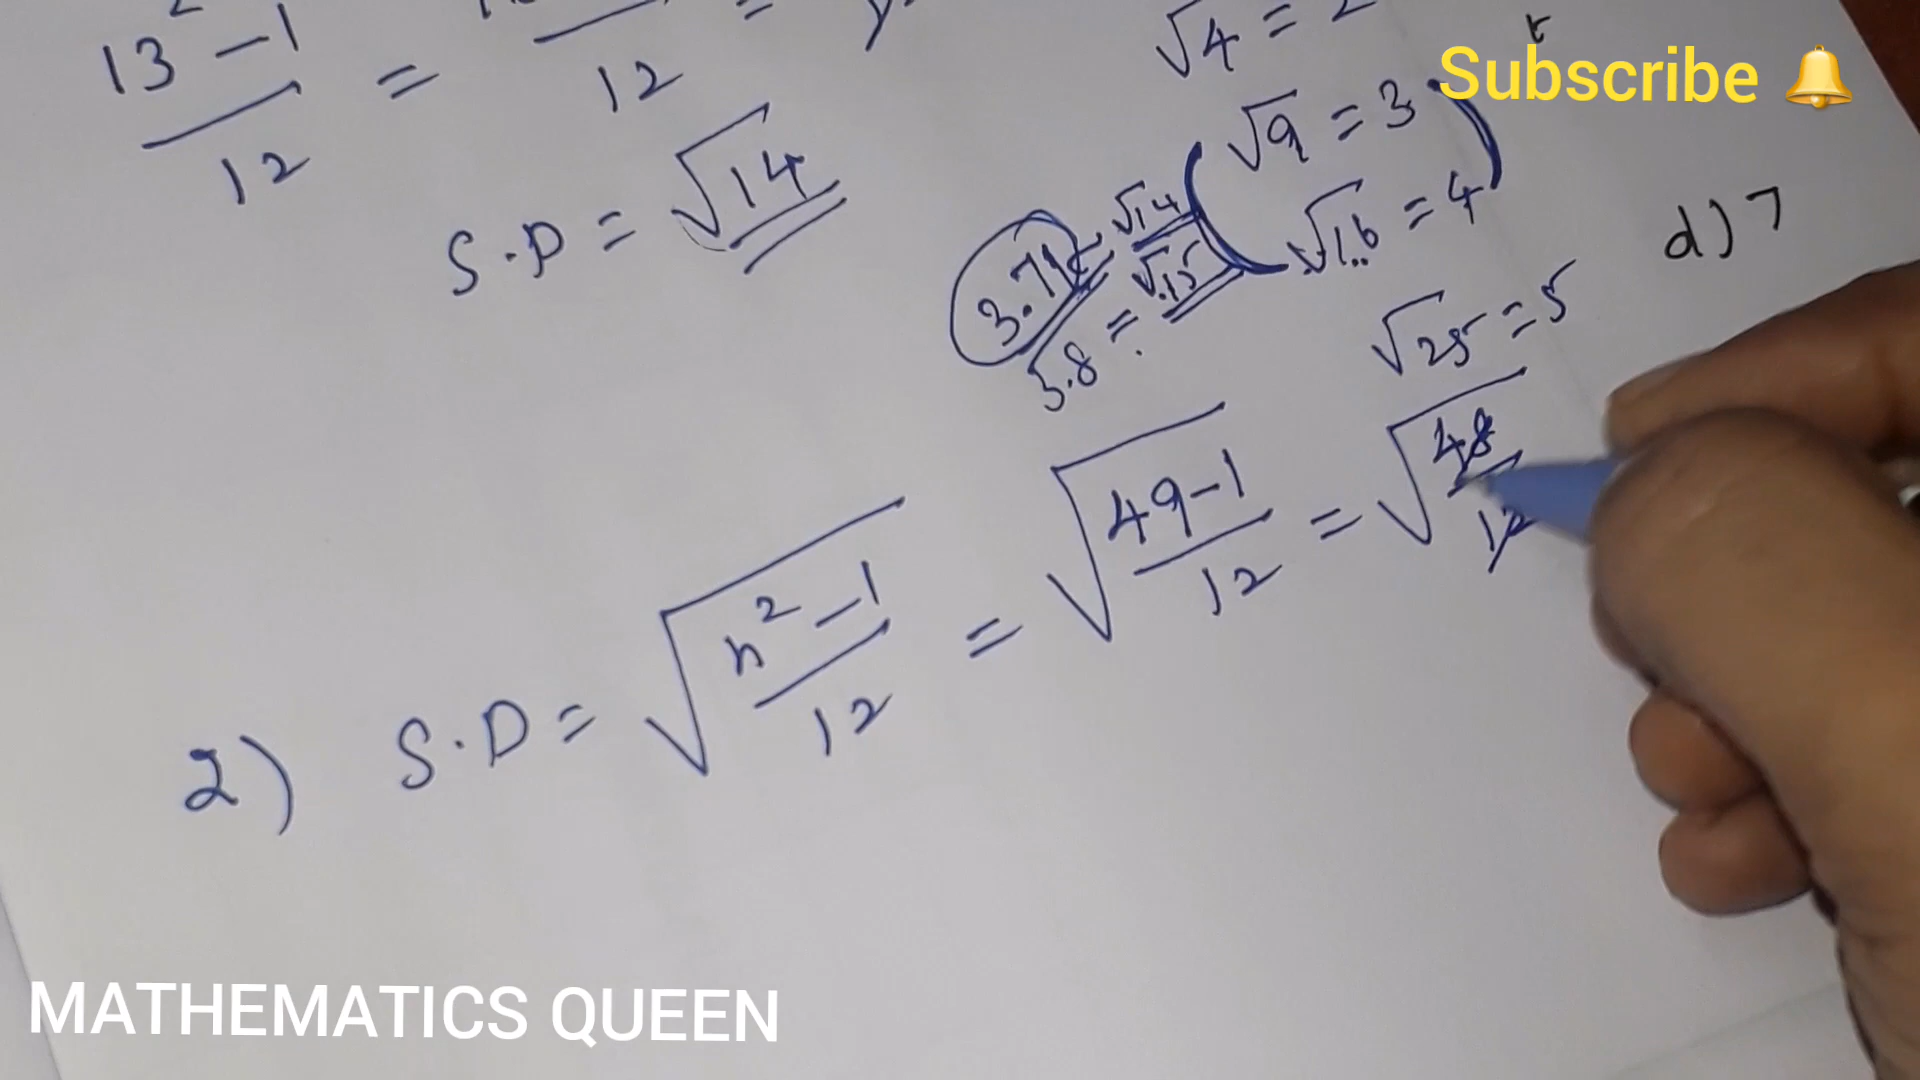 13² - 1 / 12 = / 12 =
S.D = √14
√4 = 2
√9 = 3
√16 = 4
√25 = 5
3.74 = √14
3.8 = √15
d) 7
Subscribe
2) S.D = √(n² - 1 / 12) = √(49 - 1 / 12) = √(48 / 12)
MATHEMATICS QUEEN